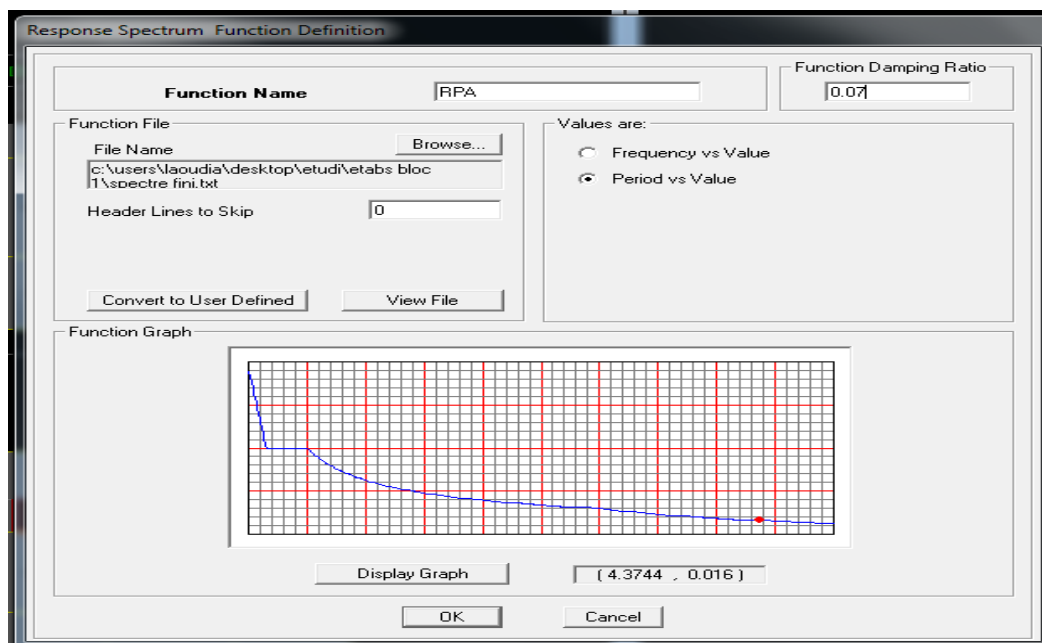 Response Spectrum Function Definition
Function Name
RPA
Function Damping Ratio
0.07
Function File
File Name
Browse...
c:\users\laoudia\desktop\etudi\etabs bloc
1\spectre fini.txt
Header Lines to Skip
0
Convert to User Defined
View File
Values are:
Frequency vs Value
Period vs Value
Function Graph
Display Graph
( 4.3744 , 0.016 )
OK
Cancel